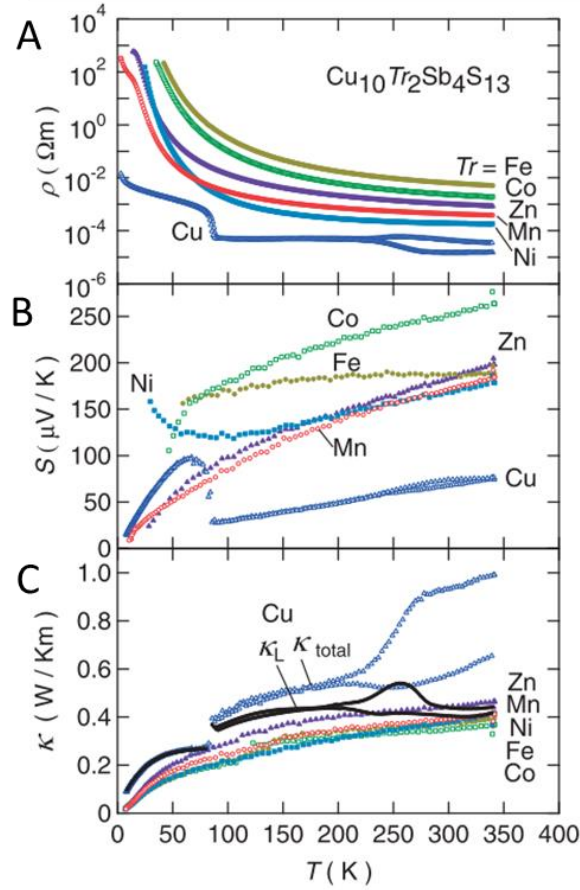 A
10^4
10^2
10^0
10^-2
10^-4
10^-6
ρ (Ωm)
Cu10Tr2Sb4S13
Tr = Fe
Co
Zn
Mn
Ni
Cu
B
250
200
150
100
50
0
S (μV / K)
Co
Zn
Fe
Ni
Mn
Cu
C
1.0
0.8
0.6
0.4
0.2
0
κ (W / Km)
Cu
κL κtotal
Zn
Mn
Ni
Fe
Co
0 50 100 150 200 250 300 350 400
T (K)